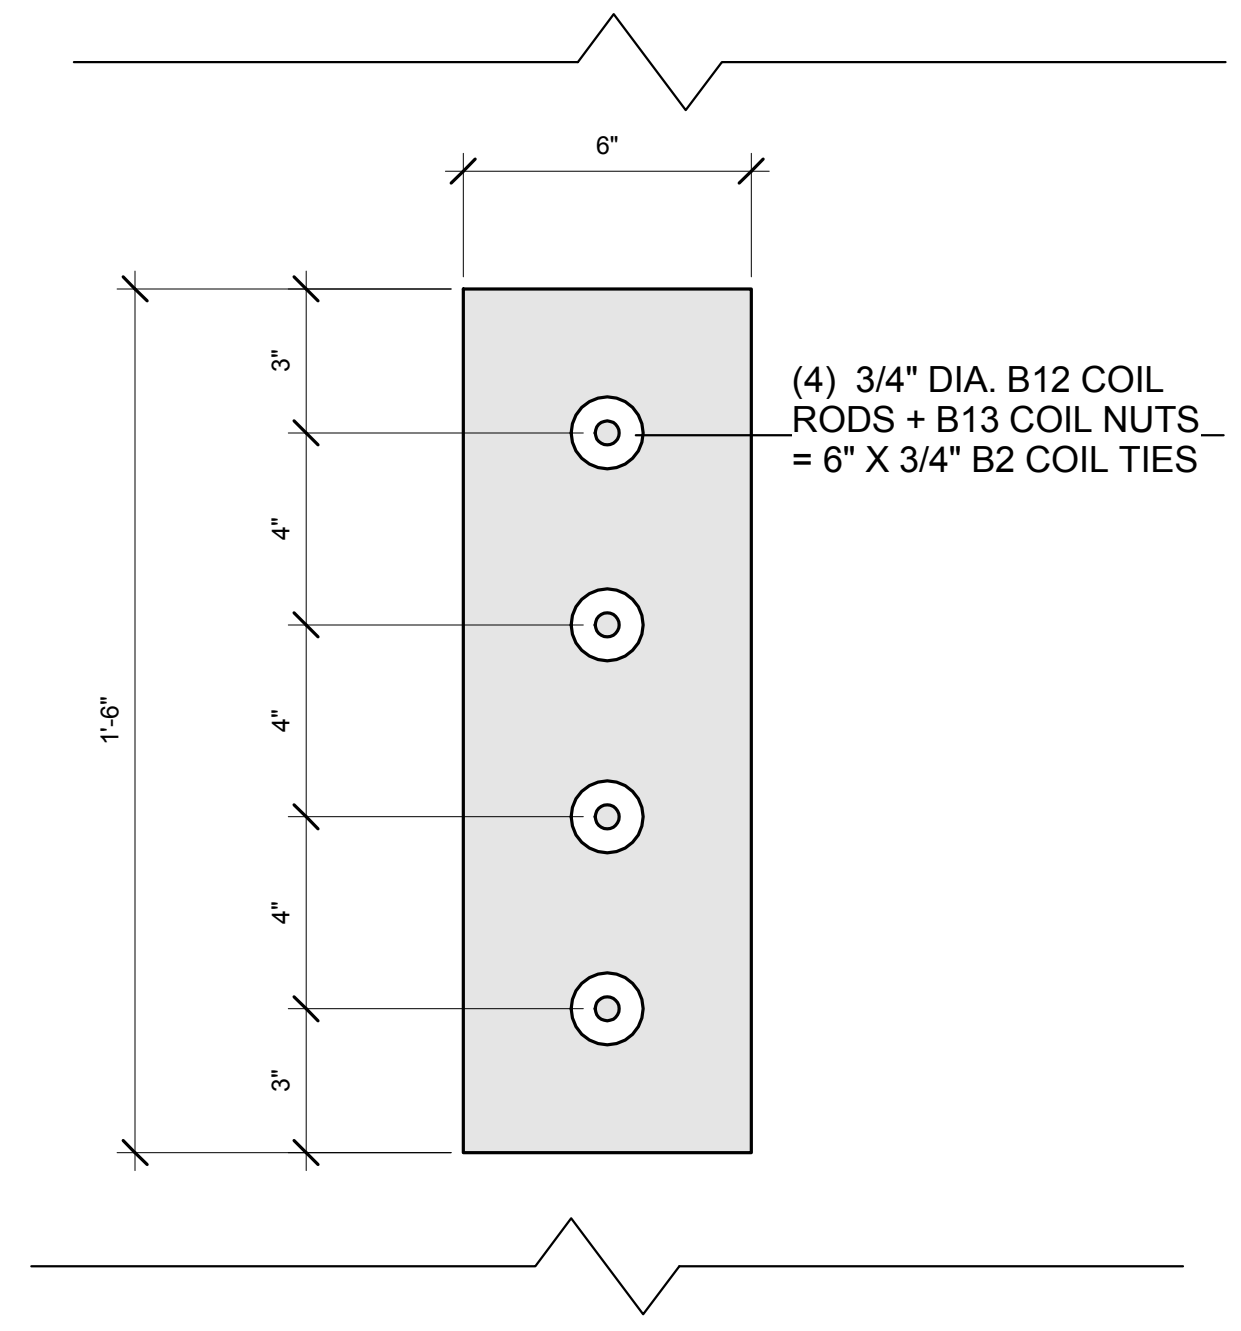 6"
3"
(4) 3/4" DIA. B12 COIL
RODS + B13 COIL NUTS
= 6" X 3/4" B2 COIL TIES
4"
1'-6"
4"
4"
3"